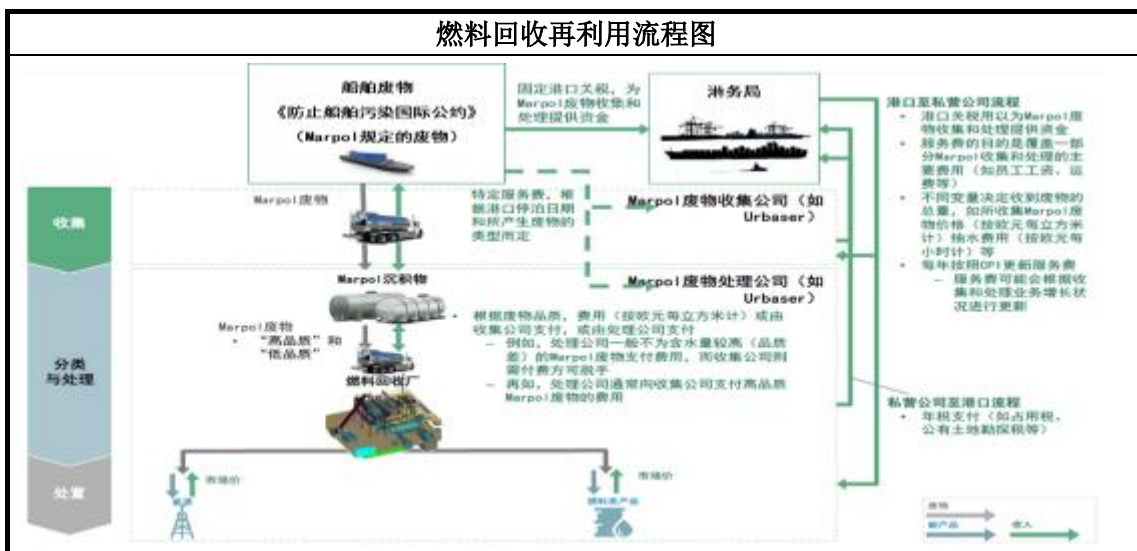 燃料回收再利用流程图
船舶废物
《防止船舶污染国际公约》
（Marpol规定的废物）
固定港口关税，为
Marpol废物收集和
处理提供资金
港务局
收集
Marpol废物
特定服务费，根
据港口停泊日期
和所产生废物的
类型而定
Marpol废物收集公司（如
Urbaser）
分类
与处理
Marpol沉积物
Marpol废物处理公司（如
Urbaser）
Marpol废物
• “高品质”和
“低品质”
燃料回收厂
• 根据废物品质，费用（按欧元每立方米计）或由
收集公司支付，或由处理公司支付
– 例如，处理公司一般不为含水量较高（品质
差）的Marpol废物支付费用，而收集公司则
需付费方可脱手
– 再如，处理公司通常向收集公司支付高品质
Marpol废物的费用
处置
市场价
能源
市场价
燃料类产品
港口至私营公司流程
• 港口关税用以为Marpol废
物收集和处理提供资金
• 服务费的目的是覆盖一部
分Marpol收集和处理的主
要费用（如员工工资、运
费等）
• 不同变量决定收到废物的
总量，如所收集Marpol废
物价格（按欧元每立方米
计）抽水费用（按欧元每
小时计）等
• 每年按照CPI更新服务费
– 服务费可能会根据收
集和处理业务增长状
况进行更新
私营公司至港口流程
• 年税支付（如占用税、
公有土地勘探税等）
废物
副产品
收入